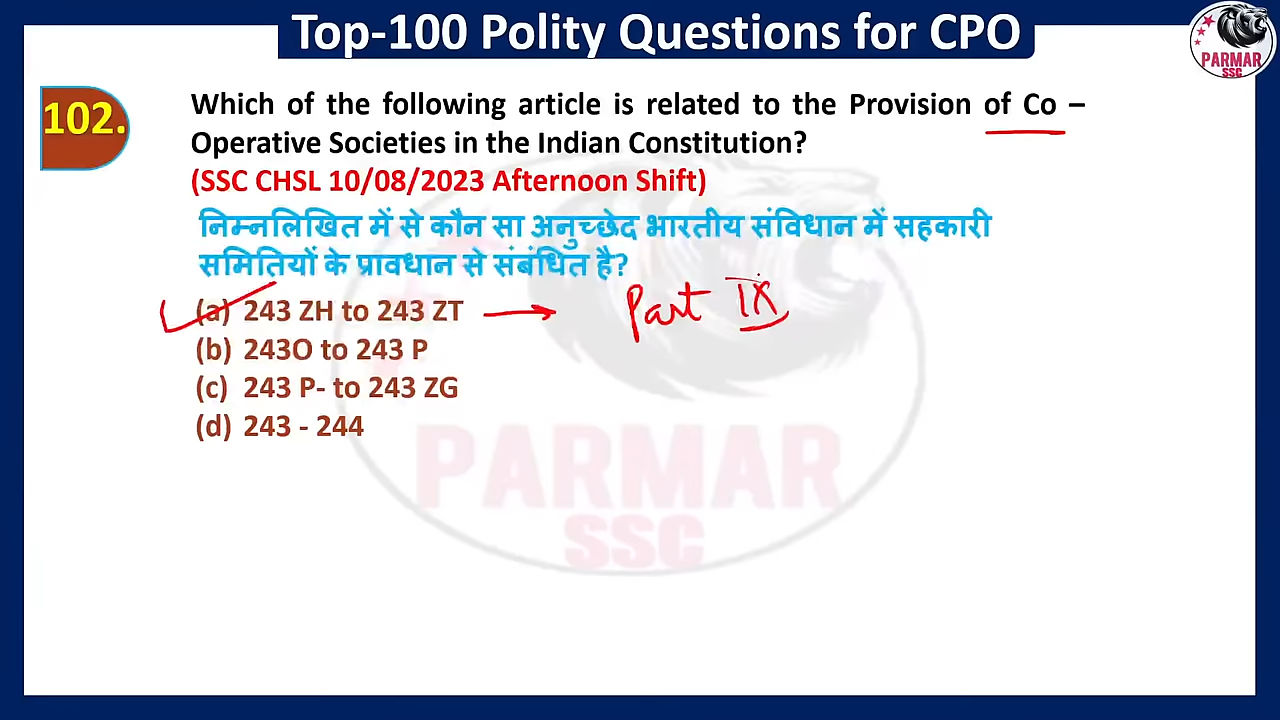 Top-100 Polity Questions for CPO
PARMAR
SSC
102.
Which of the following article is related to the Provision of Co –
Operative Societies in the Indian Constitution?
(SSC CHSL 10/08/2023 Afternoon Shift)
निम्नलिखित में से कौन सा अनुच्छेद भारतीय संविधान में सहकारी
समितियों के प्रावधान से संबंधित है?
(a) 243 ZH to 243 ZT
Part IX
(b) 243O to 243 P
(c) 243 P- to 243 ZG
(d) 243 - 244
PARMAR
SSC